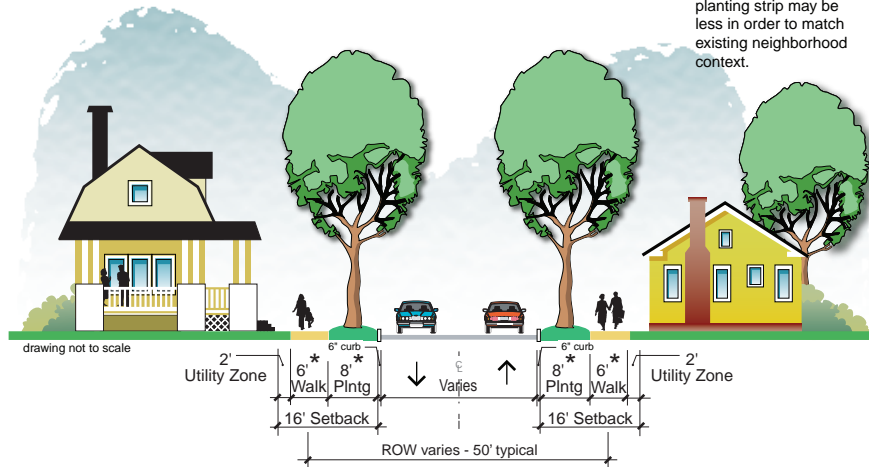 planting strip may be
less in order to match
existing neighborhood
context.
drawing not to scale
6" curb
6" curb
2'
Utility Zone
6' *
Walk
8' *
Plntg
℄
Varies
8' *
Plntg
6' *
Walk
2'
Utility Zone
16' Setback
16' Setback
ROW varies - 50' typical